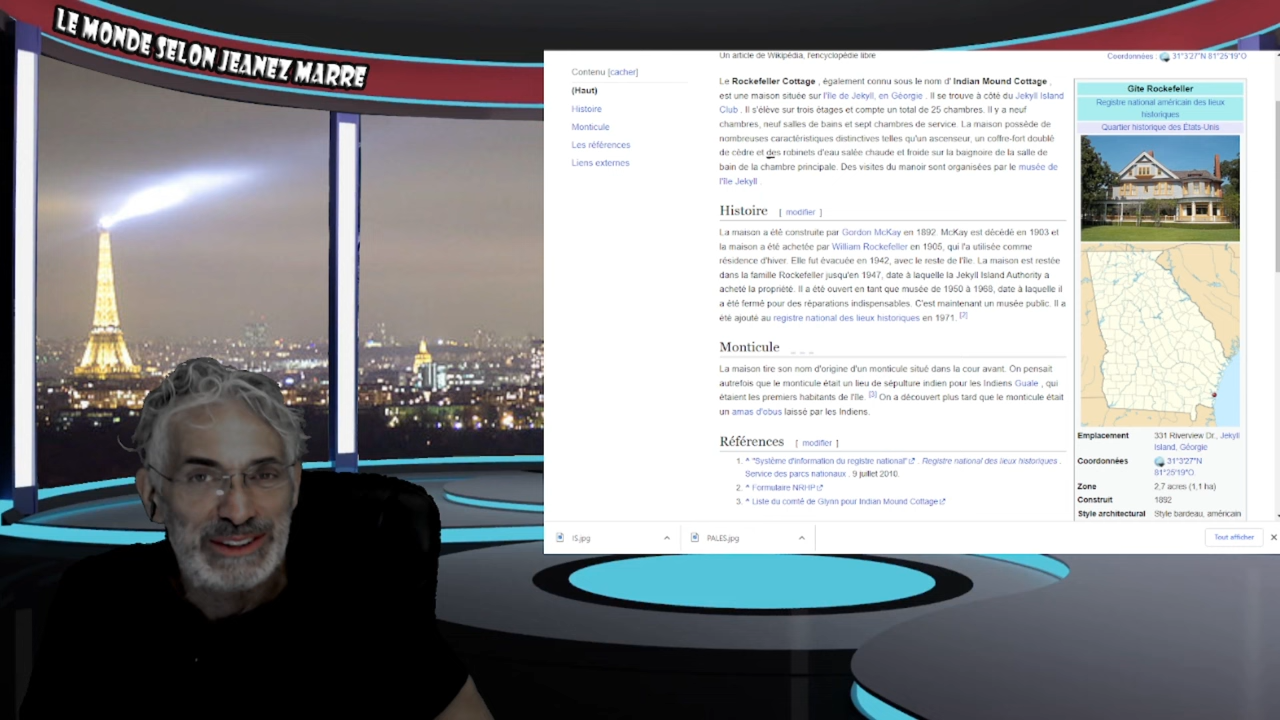 LE MONDE SELON JEANEZ MARRE
Un article de Wikipédia, l'encyclopédie libre
Coordonnées : 31°3′27″N 81°25′19″O
Contenu [cacher]
(Haut)
Histoire
Monticule
Les références
Liens externes
Le Rockefeller Cottage , également connu sous le nom d' Indian Mound Cottage ,
est une maison située sur l'île de Jekyll, en Géorgie . Il se trouve à côté du Jekyll Island
Club . Il s'élève sur trois étages et compte un total de 25 chambres. Il y a neuf
chambres, neuf salles de bains et sept chambres de service. La maison possède de
nombreuses caractéristiques distinctives telles qu'un ascenseur, un coffre-fort doublé
de cèdre et des robinets d'eau salée chaude et froide sur la baignoire de la salle de
bain de la chambre principale. Des visites du manoir sont organisées par le musée de
l'île Jekyll .
Histoire [ modifier ]
La maison a été construite par Gordon McKay en 1892. McKay est décédé en 1903 et
la maison a été achetée par William Rockefeller en 1905, qui l'a utilisée comme
résidence d'hiver. Elle fut évacuée en 1942, avec le reste de l'île. La maison est restée
dans la famille Rockefeller jusqu'en 1947, date à laquelle la Jekyll Island Authority a
acheté la propriété. Il a été ouvert en tant que musée de 1950 à 1968, date à laquelle il
a été fermé pour des réparations indispensables. C'est maintenant un musée public. Il a
été ajouté au registre national des lieux historiques en 1971. [2]
Monticule
La maison tire son nom d'origine d'un monticule situé dans la cour avant. On pensait
autrefois que le monticule était un lieu de sépulture indien pour les Indiens Guale , qui
étaient les premiers habitants de l'île. [3] On a découvert plus tard que le monticule était
un amas d'obus laissé par les Indiens.
Références [ modifier ]
1. ^ "Système d'information du registre national" . Registre national des lieux historiques .
Service des parcs nationaux . 9 juillet 2010.
2. ^ Formulaire NRHP
3. ^ Liste du comté de Glynn pour Indian Mound Cottage
Gîte Rockefeller
Registre national américain des lieux
historiques
Quartier historique des États-Unis
Emplacement 331 Riverview Dr., Jekyll
Island, Géorgie
Coordonnées 31°3′27″N
81°25′19″O
Zone 2,7 acres (1,1 ha)
Construit 1892
Style architectural Style bardeau, américain
IS.jpg
PALES.jpg
Tout afficher